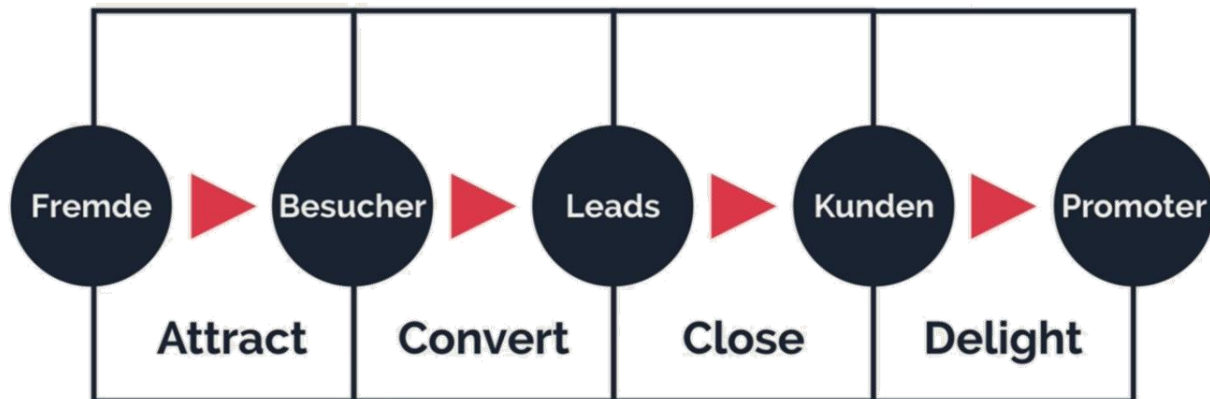 Fremde Besucher Leads Kunden Promoter
Attract Convert Close Delight